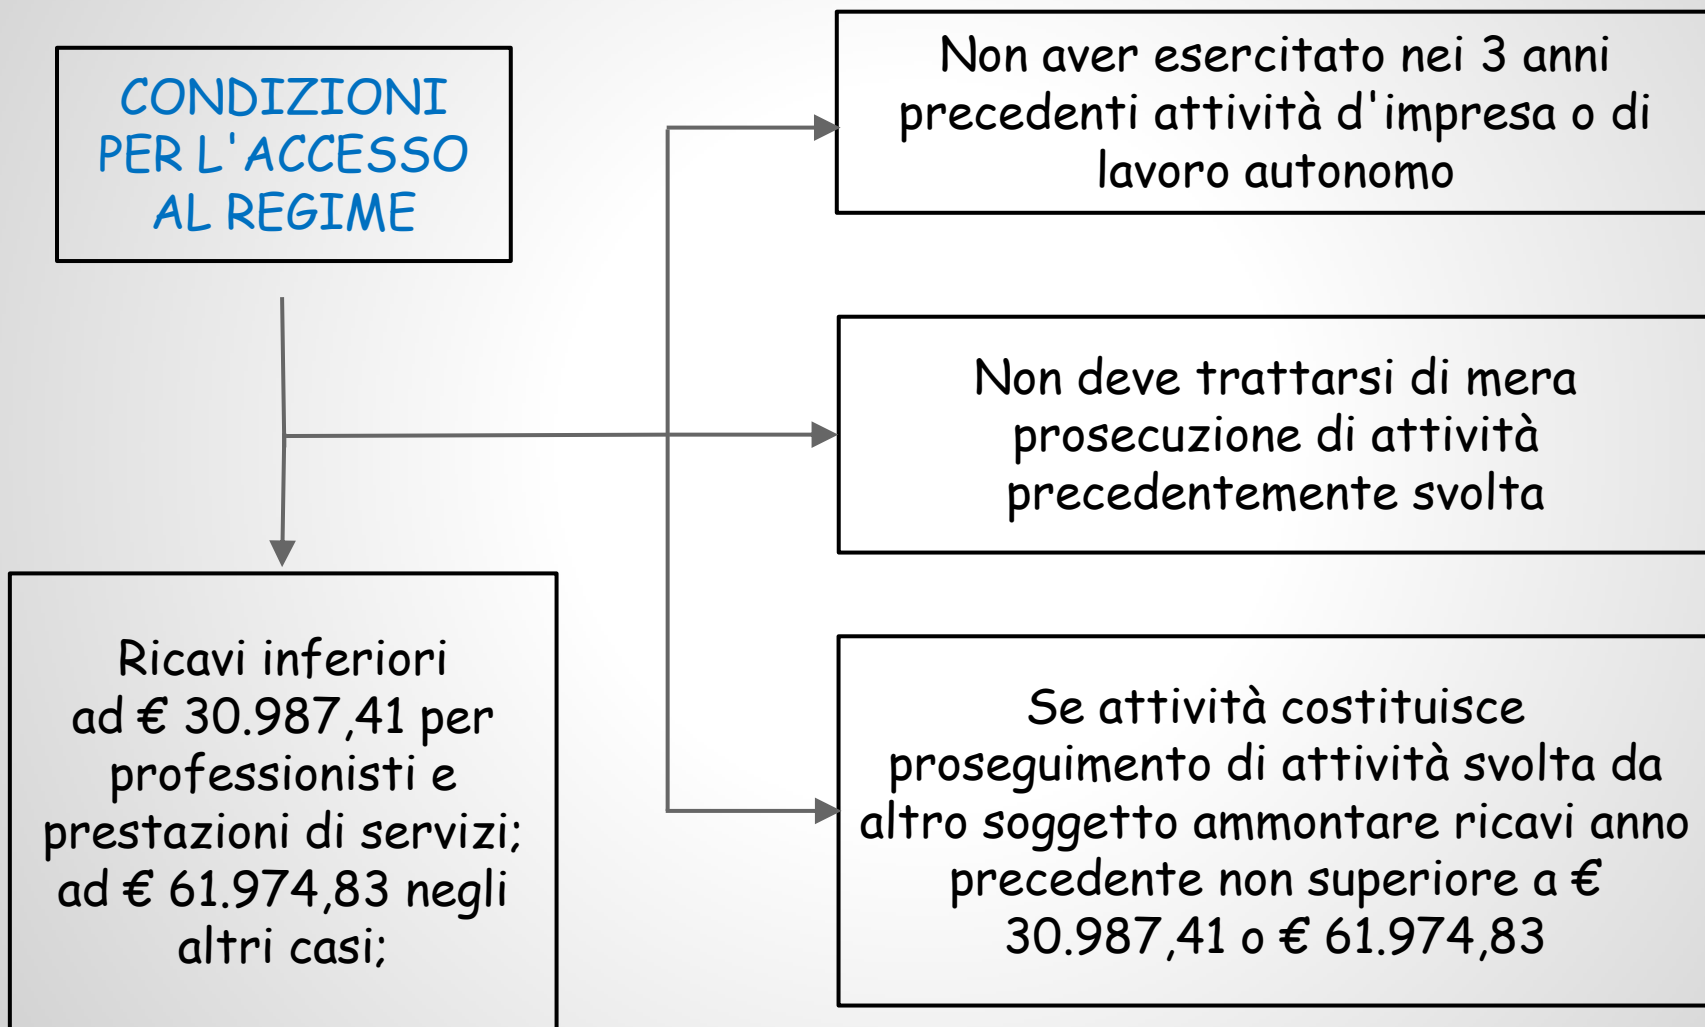 CONDIZIONI
PER L'ACCESSO
AL REGIME
Non aver esercitato nei 3 anni
precedenti attività d'impresa o di
lavoro autonomo
Non deve trattarsi di mera
prosecuzione di attività
precedentemente svolta
Ricavi inferiori
ad € 30.987,41 per
professionisti e
prestazioni di servizi;
ad € 61.974,83 negli
altri casi;
Se attività costituisce
proseguimento di attività svolta da
altro soggetto ammontare ricavi anno
precedente non superiore a €
30.987,41 o € 61.974,83